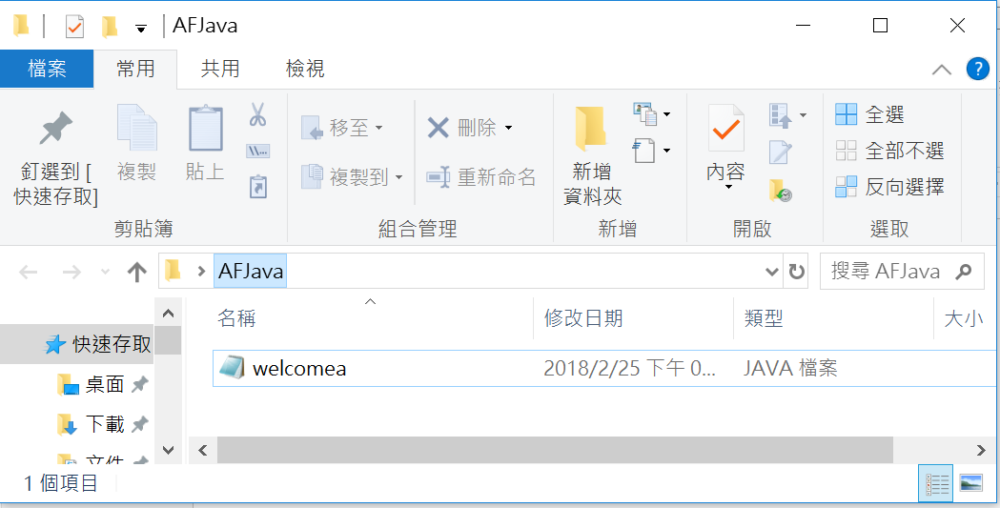 AFJava
檔案 常用 共用 檢視
釘選到 [
快速存取]
複製
貼上
剪貼簿
移至
複製到
刪除
重新命名
組合管理
新增
資料夾
新增
內容
開啟
全選
全部不選
反向選擇
選取
AFJava
搜尋 AFJava
名稱 修改日期 類型 大小
welcomea 2018/2/25 下午 0... JAVA 檔案
快速存取
桌面
下載
文件
1 個項目